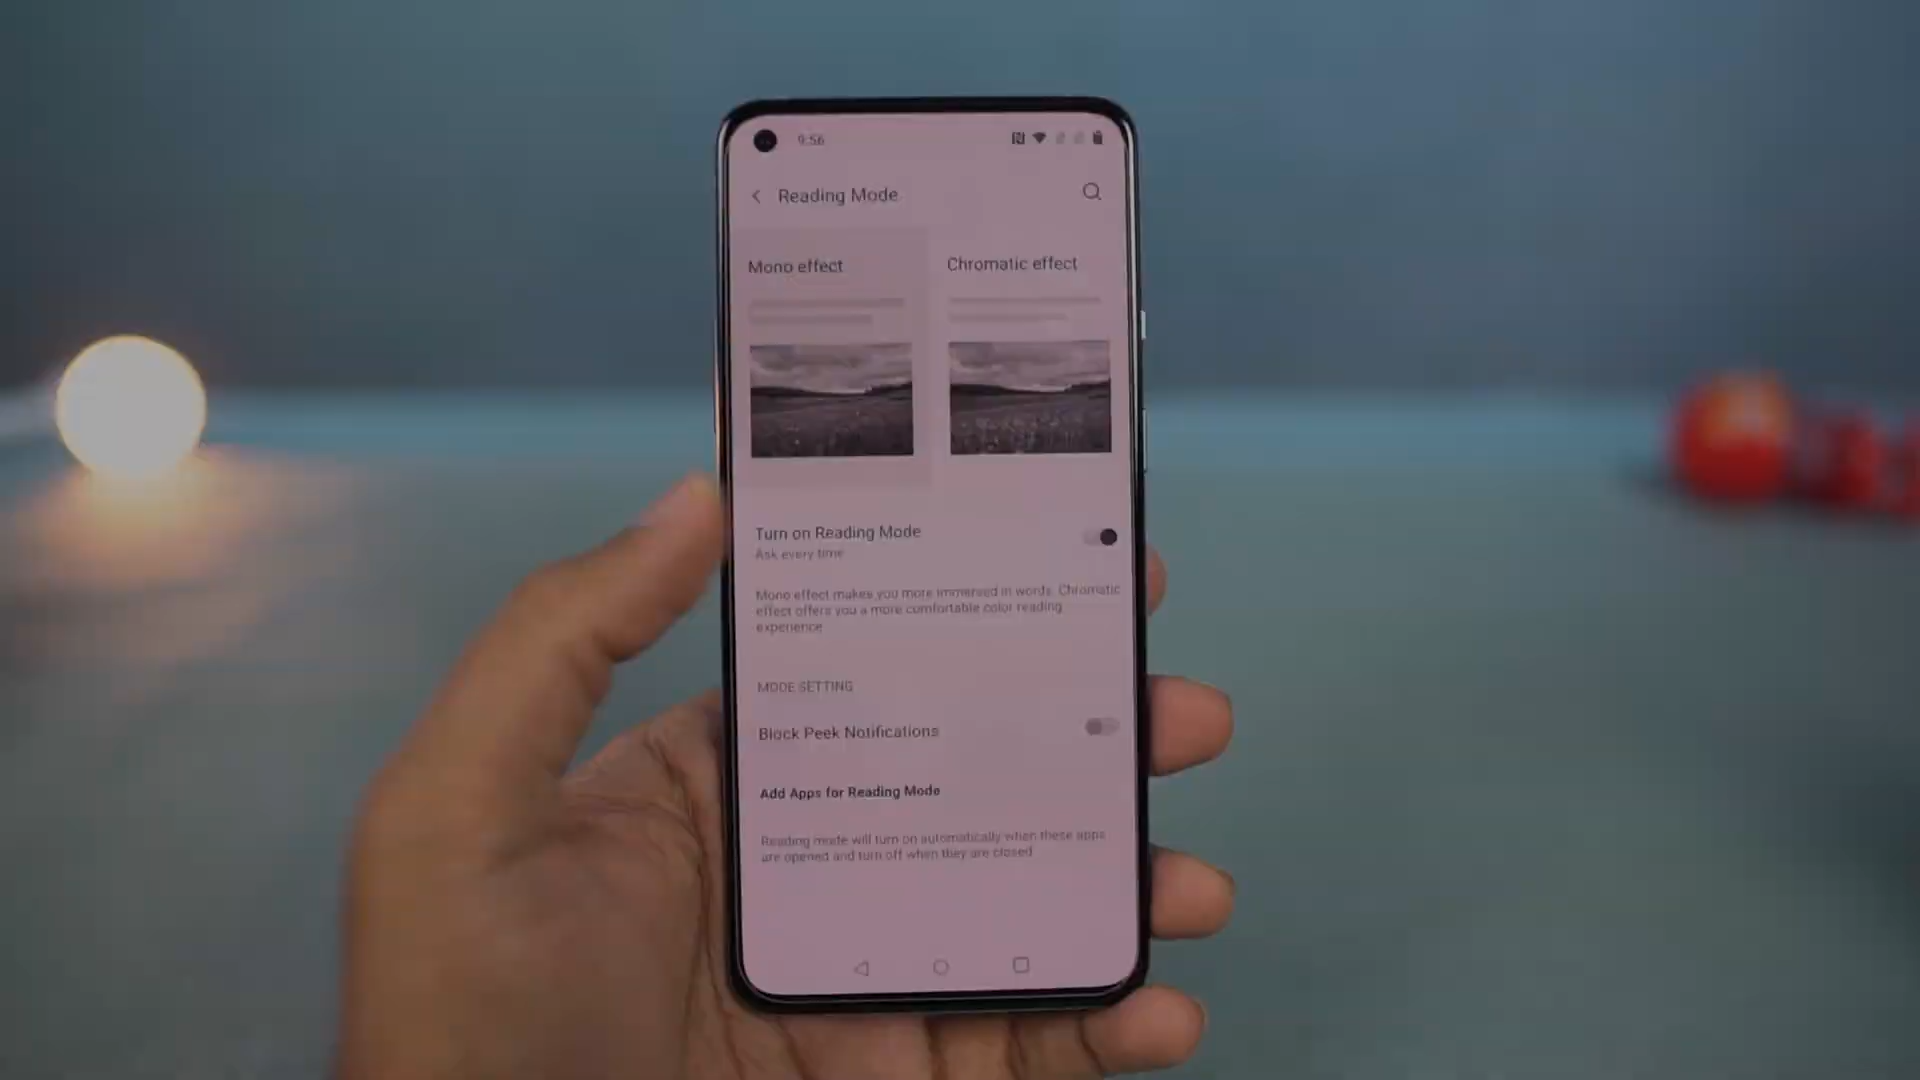 9:56
Reading Mode
Mono effect
Chromatic effect
Turn on Reading Mode
Ask every time
Mono effect makes you more immersed in words. Chromatic
effect offers you a more comfortable color reading
experience
MODE SETTING
Block Peek Notifications
Add Apps for Reading Mode
Reading mode will turn on automatically when these apps
are opened and turn off when they are closed